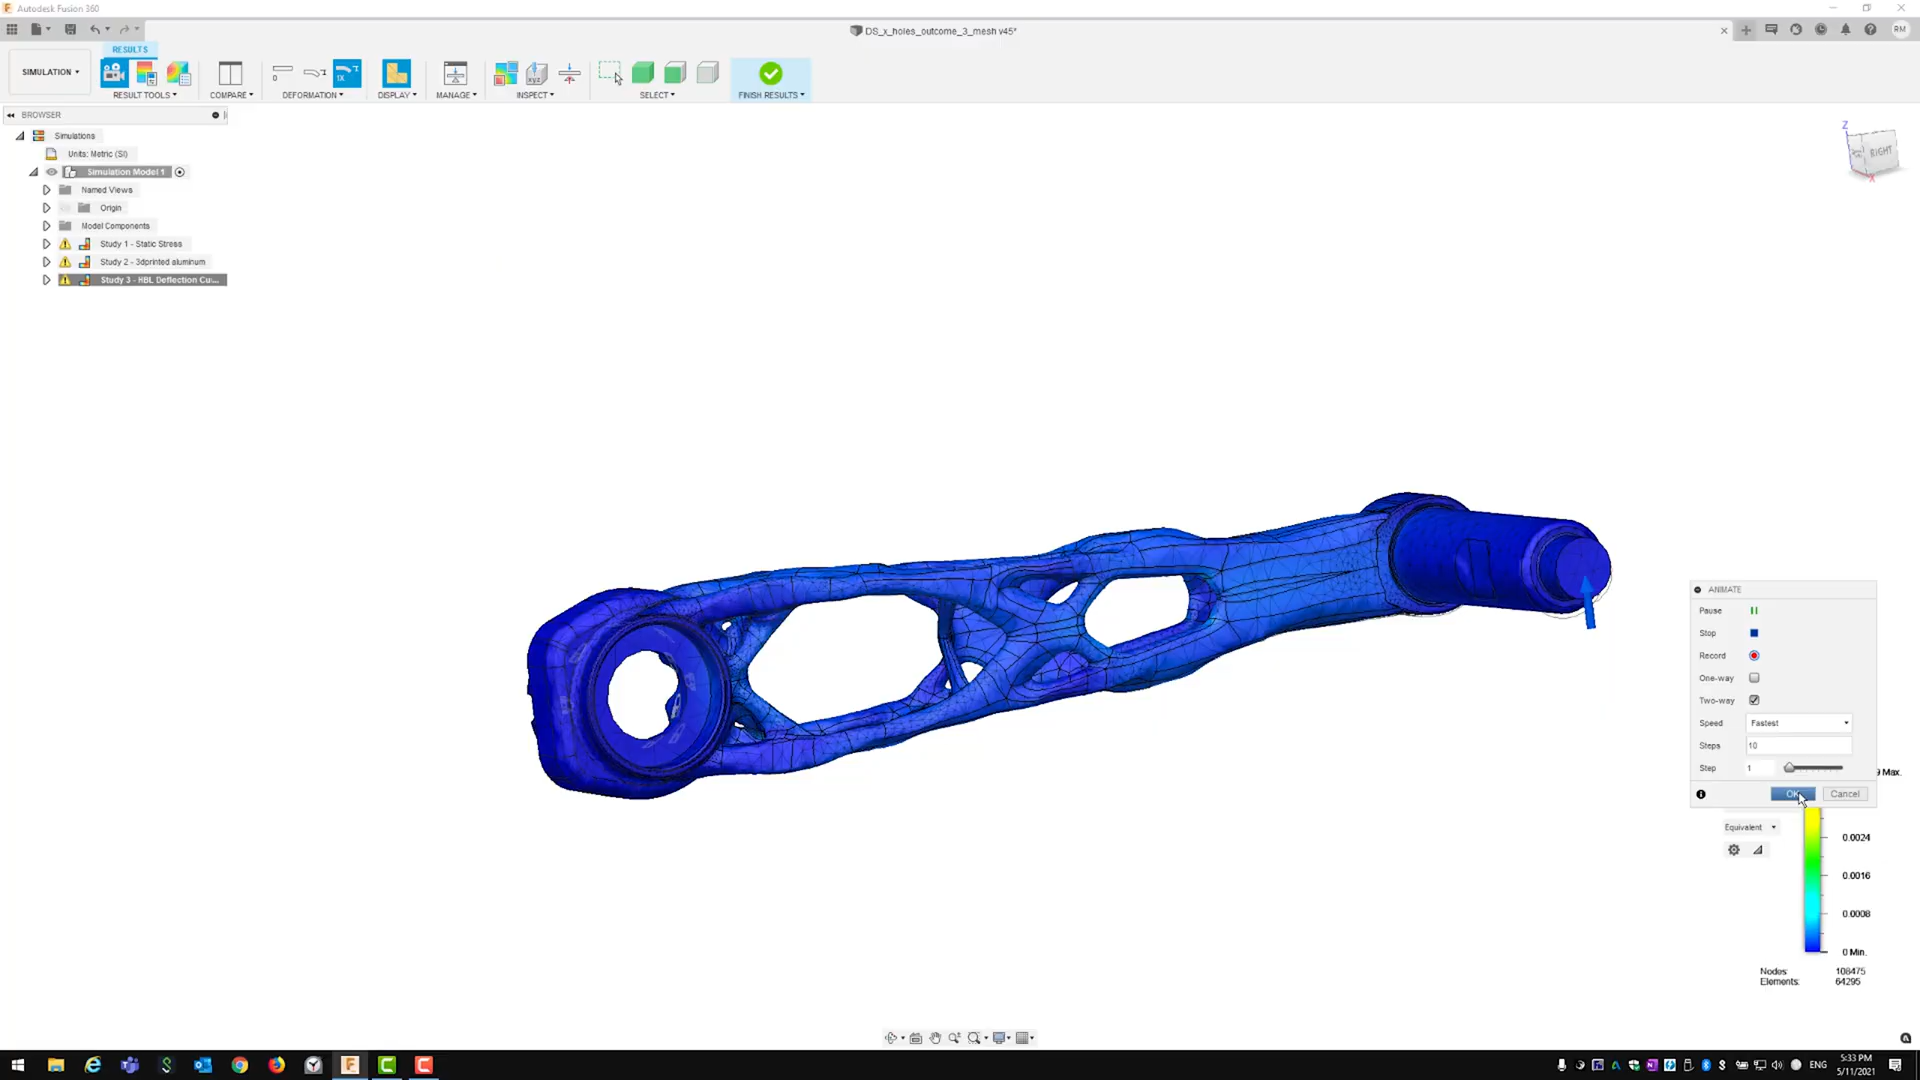 Autodesk Fusion 360
DS_x_holes_outcome_3_mesh v45*
RM
RESULTS
SIMULATION
RESULT TOOLS
COMPARE
DEFORMATION
DISPLAY
MANAGE
INSPECT
SELECT
FINISH RESULTS
BROWSER
Simulations
Units: Metric (SI)
Simulation Model 1
Named Views
Origin
Model Components
Study 1 - Static Stress
Study 2 - 3dprinted aluminum
Study 3 - HBL Deflection Cu...
Z
RIGHT
X
ANIMATE
Pause
Stop
Record
One-way
Two-way
Speed Fastest
Steps 10
Step 1
OK Cancel
9 Max.
Equivalent
0.0024
0.0016
0.0008
0 Min.
Nodes: 108475
Elements: 64295
ENG
5:33 PM
5/11/2021